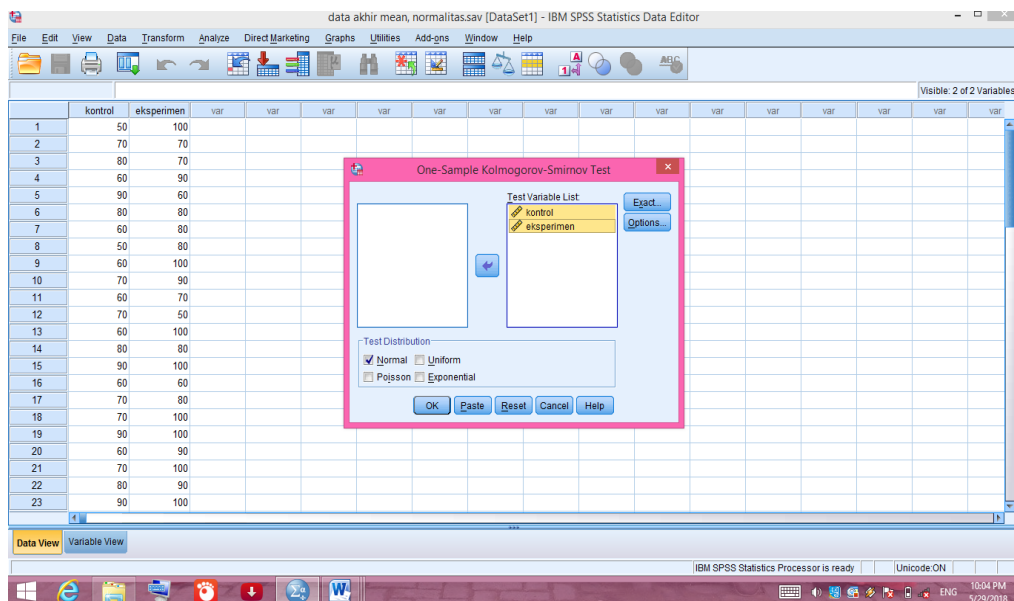 data akhir mean, normalitas.sav [DataSet1] - IBM SPSS Statistics Data Editor
File Edit View Data Transform Analyze Direct Marketing Graphs Utilities Add-ons Window Help
Visible: 2 of 2 Variables
kontrol eksperimen var var var var var var var var var var var var var var var
1 50 100
2 70 70
3 80 70
4 60 90
5 90 60
6 80 80
7 60 80
8 50 80
9 60 100
10 70 90
11 60 70
12 70 50
13 60 100
14 80 80
15 90 100
16 60 60
17 70 80
18 70 100
19 90 100
20 60 90
21 70 100
22 80 90
23 90 100
One-Sample Kolmogorov-Smirnov Test
Test Variable List:
kontrol
eksperimen
Exact...
Options...
Test Distribution
Normal Uniform
Poisson Exponential
OK Paste Reset Cancel Help
Data View Variable View
IBM SPSS Statistics Processor is ready Unicode:ON
ENG 10:04 PM
5/29/2018